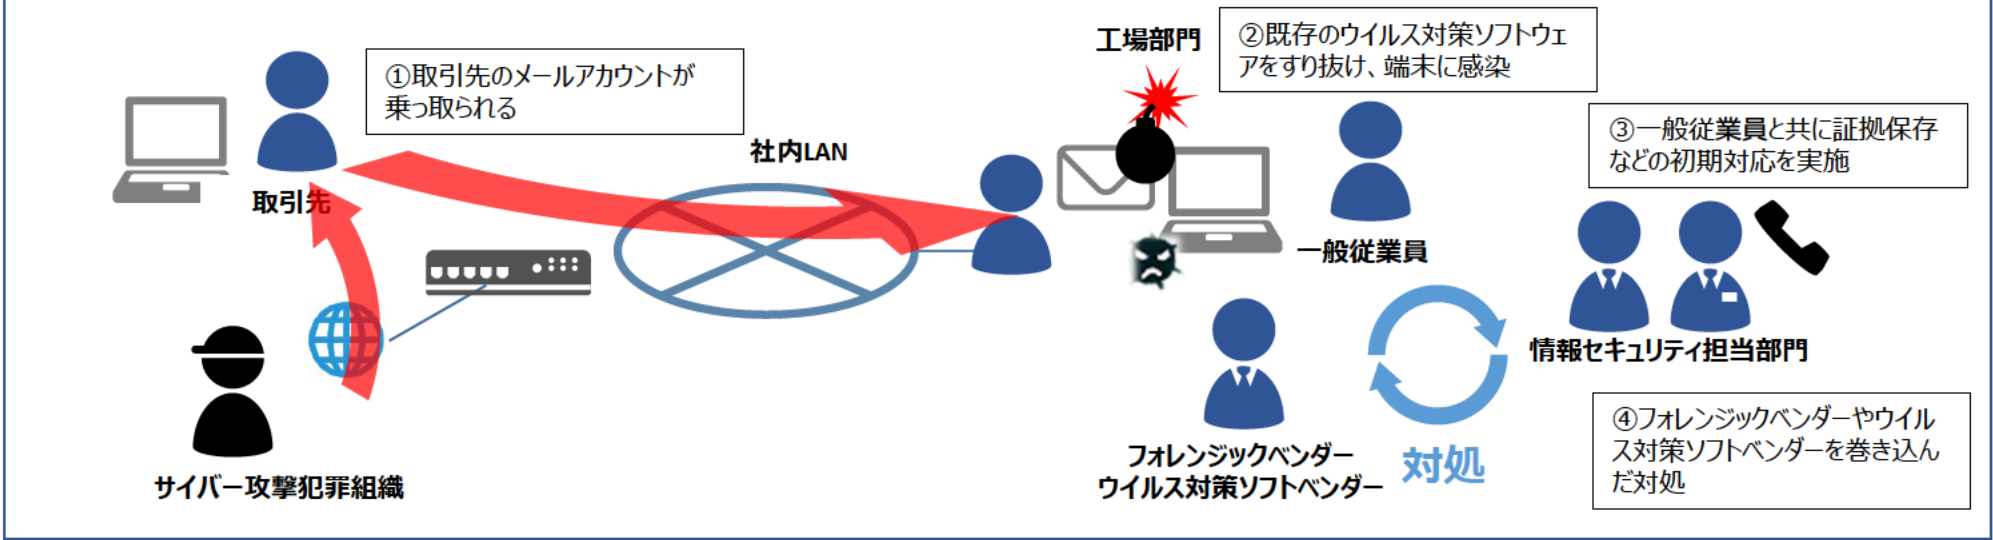 ①取引先のメールアカウントが
乗っ取られる
取引先
社内LAN
サイバー攻撃犯罪組織
工場部門
②既存のウイルス対策ソフトウェ
アをすり抜け、端末に感染
一般従業員
③一般従業員と共に証拠保存
などの初期対応を実施
情報セキュリティ担当部門
フォレンジックベンダー
ウイルス対策ソフトベンダー
対処
④フォレンジックベンダーやウイル
ス対策ソフトベンダーを巻き込ん
だ対処